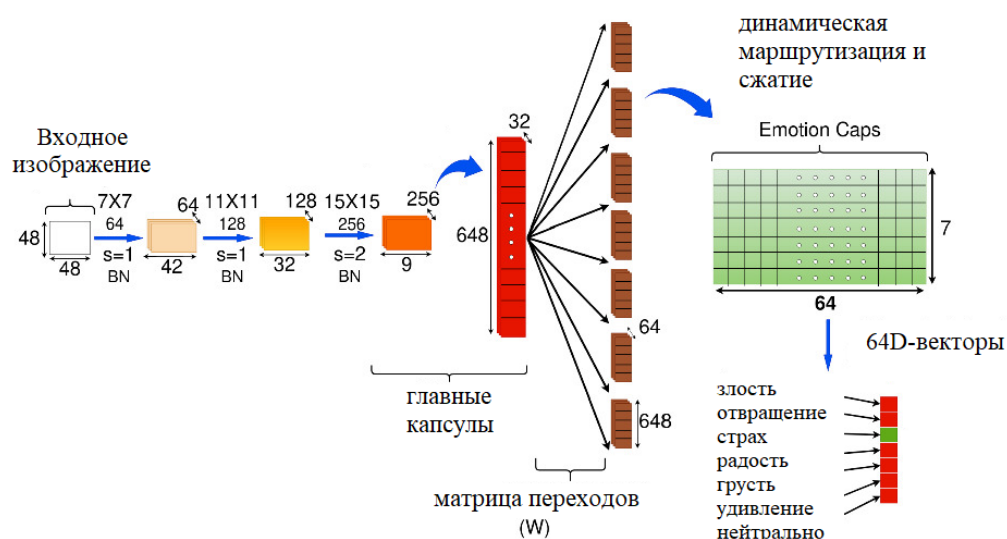 динамическая
маршрутизация и
сжатие
Входное
изображение
7X7
64
s=1
BN
48
48
64
42
11X11
128
s=1
BN
128
32
15X15
256
s=2
BN
256
9
32
648
главные
капсулы
64
648
матрица переходов
(W)
Emotion Caps
7
64
64D-векторы
злость
отвращение
страх
радость
грусть
удивление
нейтрально